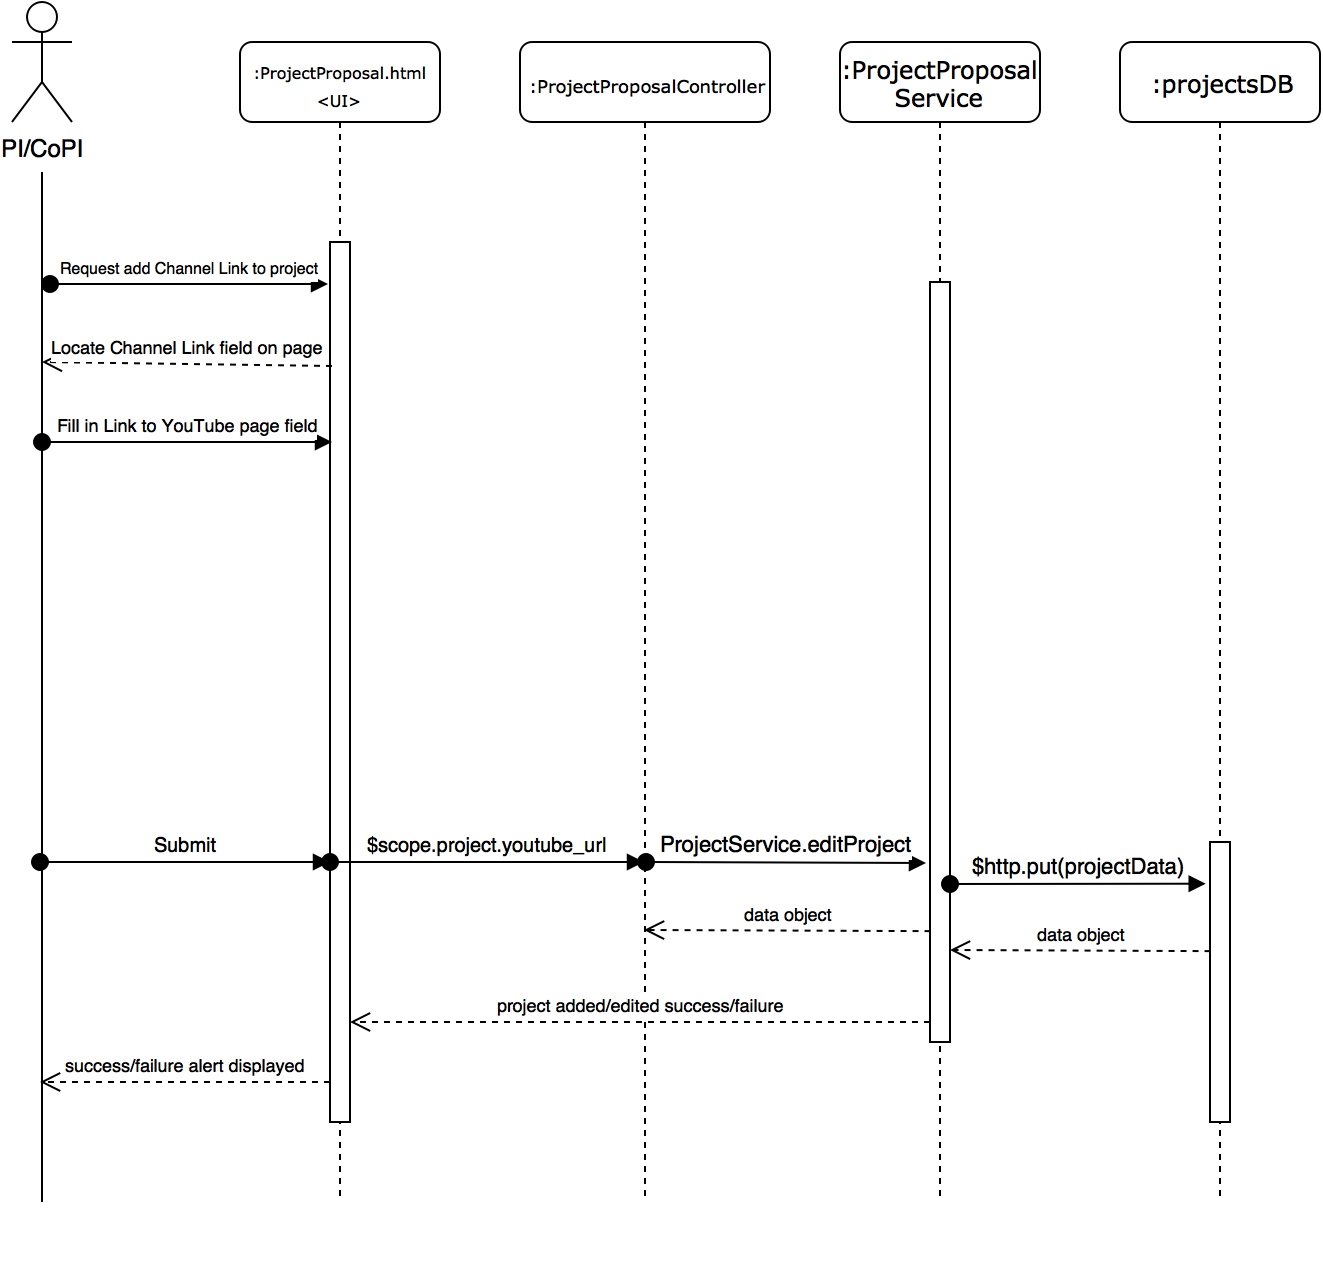 PI/CoPI
:ProjectProposal.html
<UI>
:ProjectProposalController
:ProjectProposal
Service
:projectsDB
Request add Channel Link to project
Locate Channel Link field on page
Fill in Link to YouTube page field
Submit
$scope.project.youtube_url
ProjectService.editProject
$http.put(projectData)
data object
data object
project added/edited success/failure
success/failure alert displayed